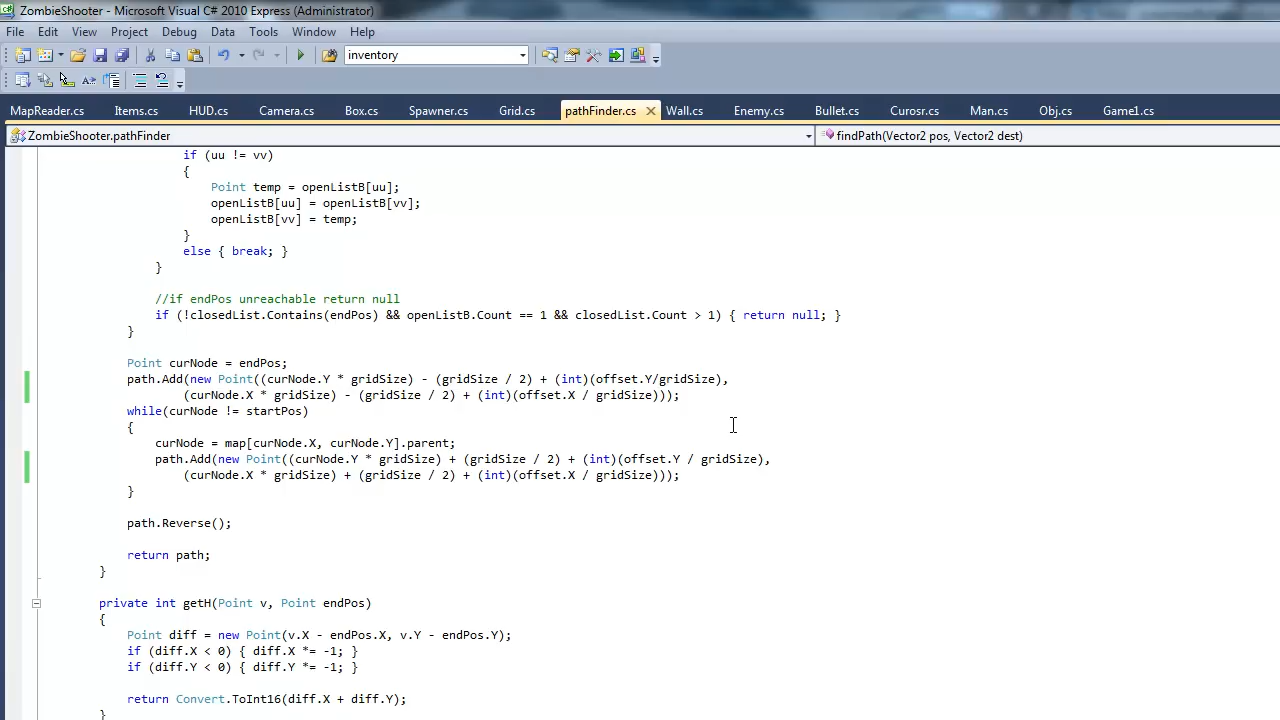 ZombieShooter - Microsoft Visual C# 2010 Express (Administrator)
File Edit View Project Debug Data Tools Window Help
inventory
MapReader.cs Items.cs HUD.cs Camera.cs Box.cs Spawner.cs Grid.cs pathFinder.cs Wall.cs Enemy.cs Bullet.cs Curosr.cs Man.cs Obj.cs Game1.cs
ZombieShooter.pathFinder findPath(Vector2 pos, Vector2 dest)
if (uu != vv)
{
Point temp = openListB[uu];
openListB[uu] = openListB[vv];
openListB[vv] = temp;
}
else { break; }
}
//if endPos unreachable return null
if (!closedList.Contains(endPos) && openListB.Count == 1 && closedList.Count > 1) { return null; }
}
Point curNode = endPos;
path.Add(new Point((curNode.Y * gridSize) - (gridSize / 2) + (int)(offset.Y/gridSize),
(curNode.X * gridSize) - (gridSize / 2) + (int)(offset.X / gridSize)));
while(curNode != startPos)
{
curNode = map[curNode.X, curNode.Y].parent;
path.Add(new Point((curNode.Y * gridSize) + (gridSize / 2) + (int)(offset.Y / gridSize),
(curNode.X * gridSize) + (gridSize / 2) + (int)(offset.X / gridSize)));
}
path.Reverse();
return path;
}
private int getH(Point v, Point endPos)
{
Point diff = new Point(v.X - endPos.X, v.Y - endPos.Y);
if (diff.X < 0) { diff.X *= -1; }
if (diff.Y < 0) { diff.Y *= -1; }
return Convert.ToInt16(diff.X + diff.Y);
}